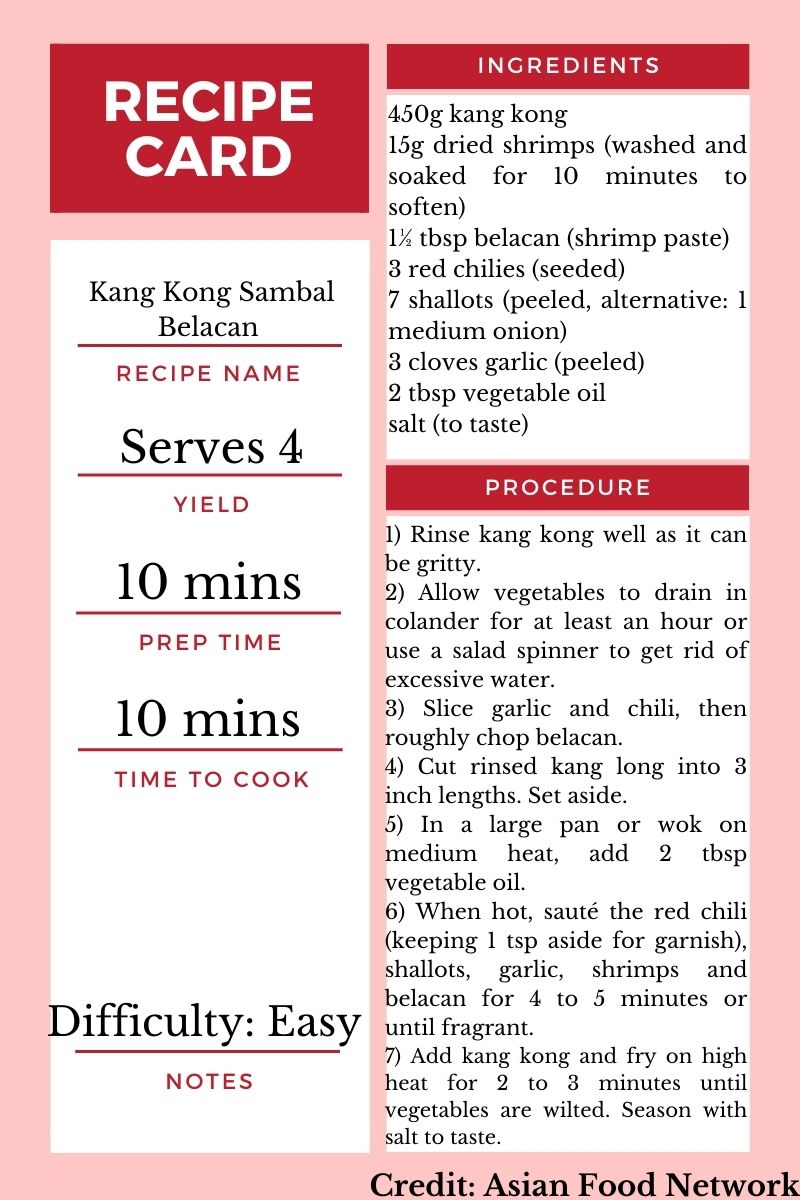 RECIPE
CARD
Kang Kong Sambal
Belacan
RECIPE NAME
Serves 4
YIELD
10 mins
PREP TIME
10 mins
TIME TO COOK
Difficulty: Easy
NOTES
INGREDIENTS
450g kang kong
15g dried shrimps (washed and
soaked for 10 minutes to
soften)
1½ tbsp belacan (shrimp paste)
3 red chilies (seeded)
7 shallots (peeled, alternative: 1
medium onion)
3 cloves garlic (peeled)
2 tbsp vegetable oil
salt (to taste)
PROCEDURE
1) Rinse kang kong well as it can
be gritty.
2) Allow vegetables to drain in
colander for at least an hour or
use a salad spinner to get rid of
excessive water.
3) Slice garlic and chili, then
roughly chop belacan.
4) Cut rinsed kang long into 3
inch lengths. Set aside.
5) In a large pan or wok on
medium heat, add 2 tbsp
vegetable oil.
6) When hot, sauté the red chili
(keeping 1 tsp aside for garnish),
shallots, garlic, shrimps and
belacan for 4 to 5 minutes or
until fragrant.
7) Add kang kong and fry on high
heat for 2 to 3 minutes until
vegetables are wilted. Season with
salt to taste.
Credit: Asian Food Network